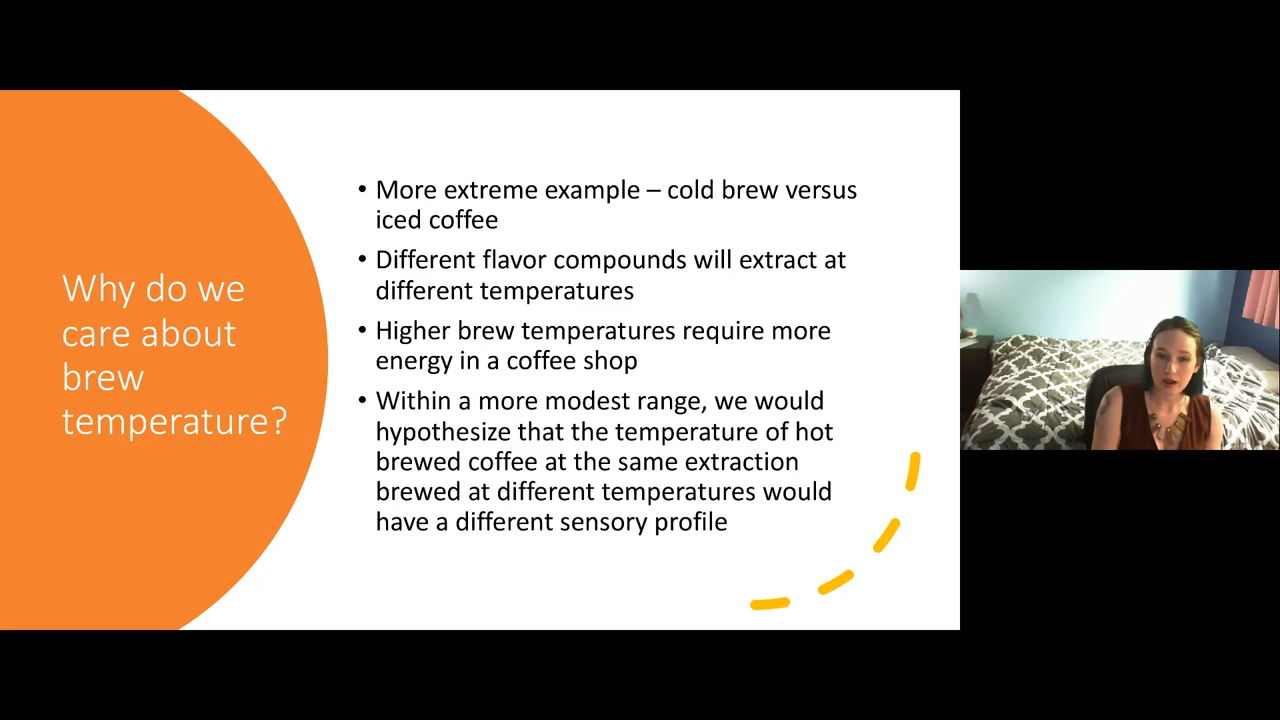 Why do we
care about
brew
temperature?
• More extreme example – cold brew versus
iced coffee
• Different flavor compounds will extract at
different temperatures
• Higher brew temperatures require more
energy in a coffee shop
• Within a more modest range, we would
hypothesize that the temperature of hot
brewed coffee at the same extraction
brewed at different temperatures would
have a different sensory profile